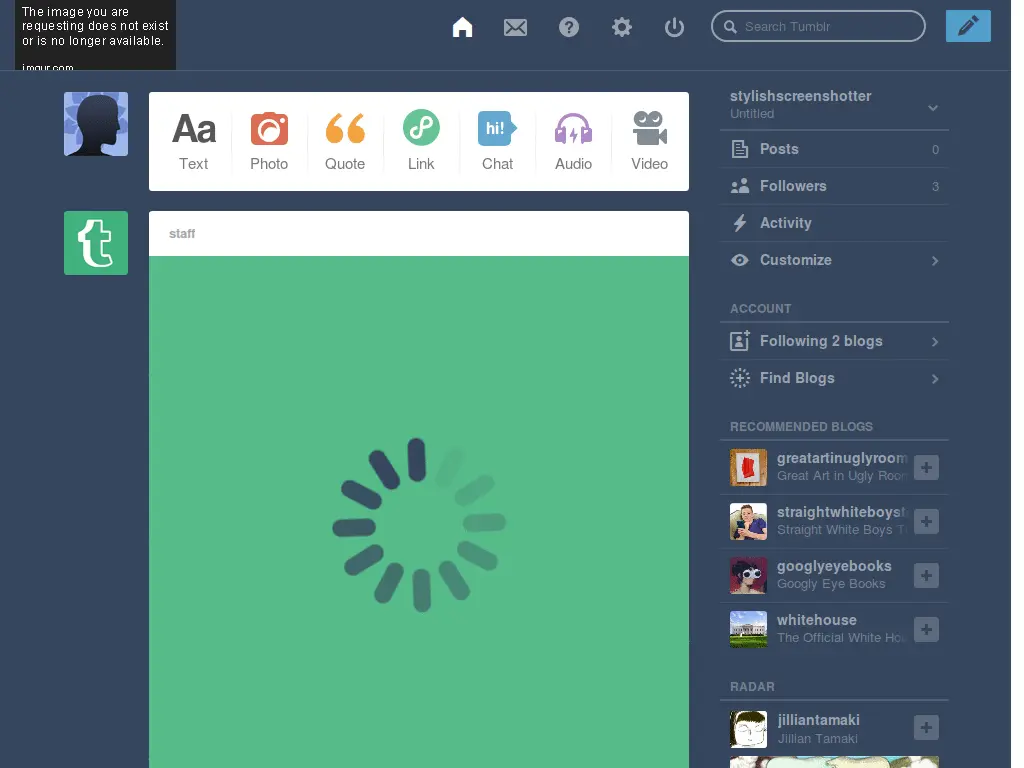 The image you are
requesting does not exist
or is no longer available.
imgur.com
Search Tumblr
Aa
hi!
Text
Photo
Quote
Link
Chat
Audio
Video
t
staff
stylishscreenshotter
Untitled
Posts 0
Followers 3
Activity
Customize
ACCOUNT
Following 2 blogs
Find Blogs
RECOMMENDED BLOGS
greatartinuglyroom
Great Art in Ugly Roo
straightwhiteboyst
Straight White Boys T
googlyeyebooks
Googly Eye Books
whitehouse
The Official White Ho
RADAR
jilliantamaki
Jillian Tamaki